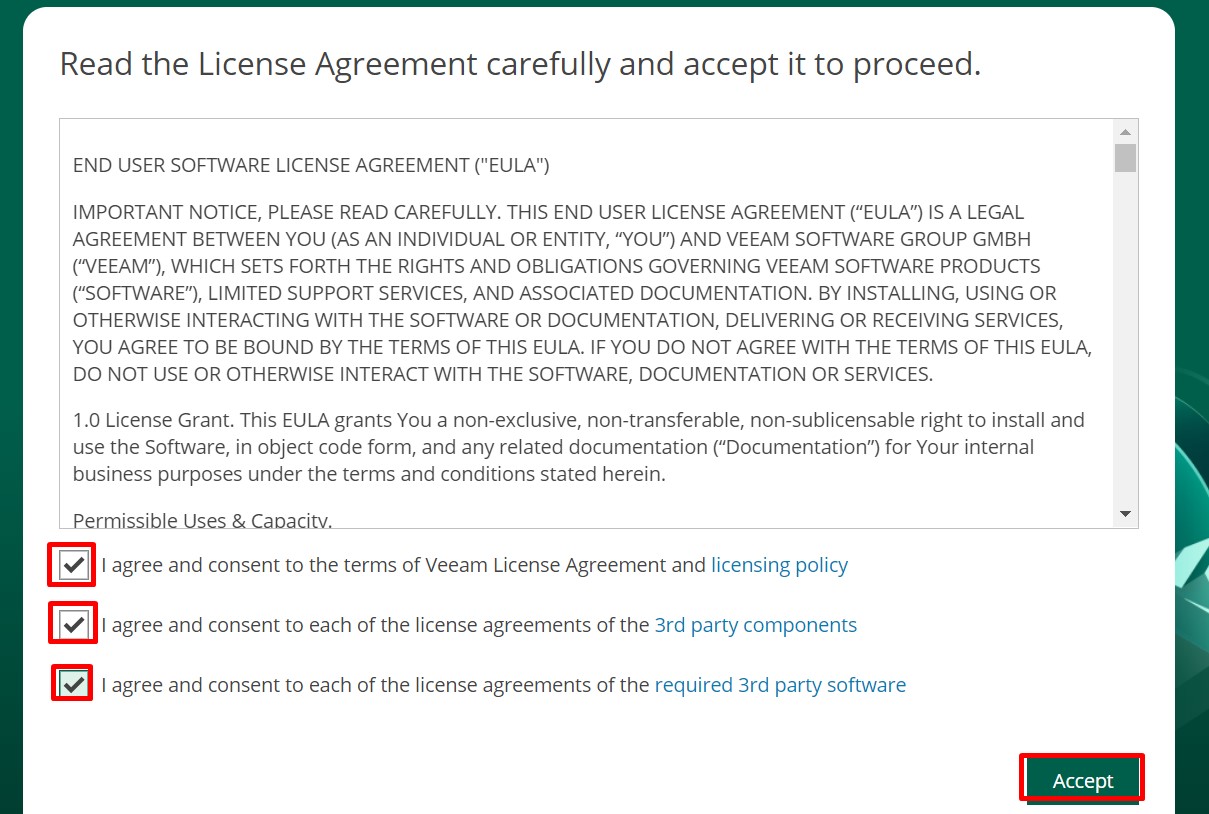 Read the License Agreement carefully and accept it to proceed.
END USER SOFTWARE LICENSE AGREEMENT ("EULA")
IMPORTANT NOTICE, PLEASE READ CAREFULLY. THIS END USER LICENSE AGREEMENT (“EULA”) IS A LEGAL
AGREEMENT BETWEEN YOU (AS AN INDIVIDUAL OR ENTITY, “YOU”) AND VEEAM SOFTWARE GROUP GMBH
(“VEEAM”), WHICH SETS FORTH THE RIGHTS AND OBLIGATIONS GOVERNING VEEAM SOFTWARE PRODUCTS
(“SOFTWARE”), LIMITED SUPPORT SERVICES, AND ASSOCIATED DOCUMENTATION. BY INSTALLING, USING OR
OTHERWISE INTERACTING WITH THE SOFTWARE OR DOCUMENTATION, DELIVERING OR RECEIVING SERVICES,
YOU AGREE TO BE BOUND BY THE TERMS OF THIS EULA. IF YOU DO NOT AGREE WITH THE TERMS OF THIS EULA,
DO NOT USE OR OTHERWISE INTERACT WITH THE SOFTWARE, DOCUMENTATION OR SERVICES.
1.0 License Grant. This EULA grants You a non-exclusive, non-transferable, non-sublicensable right to install and
use the Software, in object code form, and any related documentation (“Documentation”) for Your internal
business purposes under the terms and conditions stated herein.
Permissible Uses & Capacity.
I agree and consent to the terms of Veeam License Agreement and licensing policy
I agree and consent to each of the license agreements of the 3rd party components
I agree and consent to each of the license agreements of the required 3rd party software
Accept